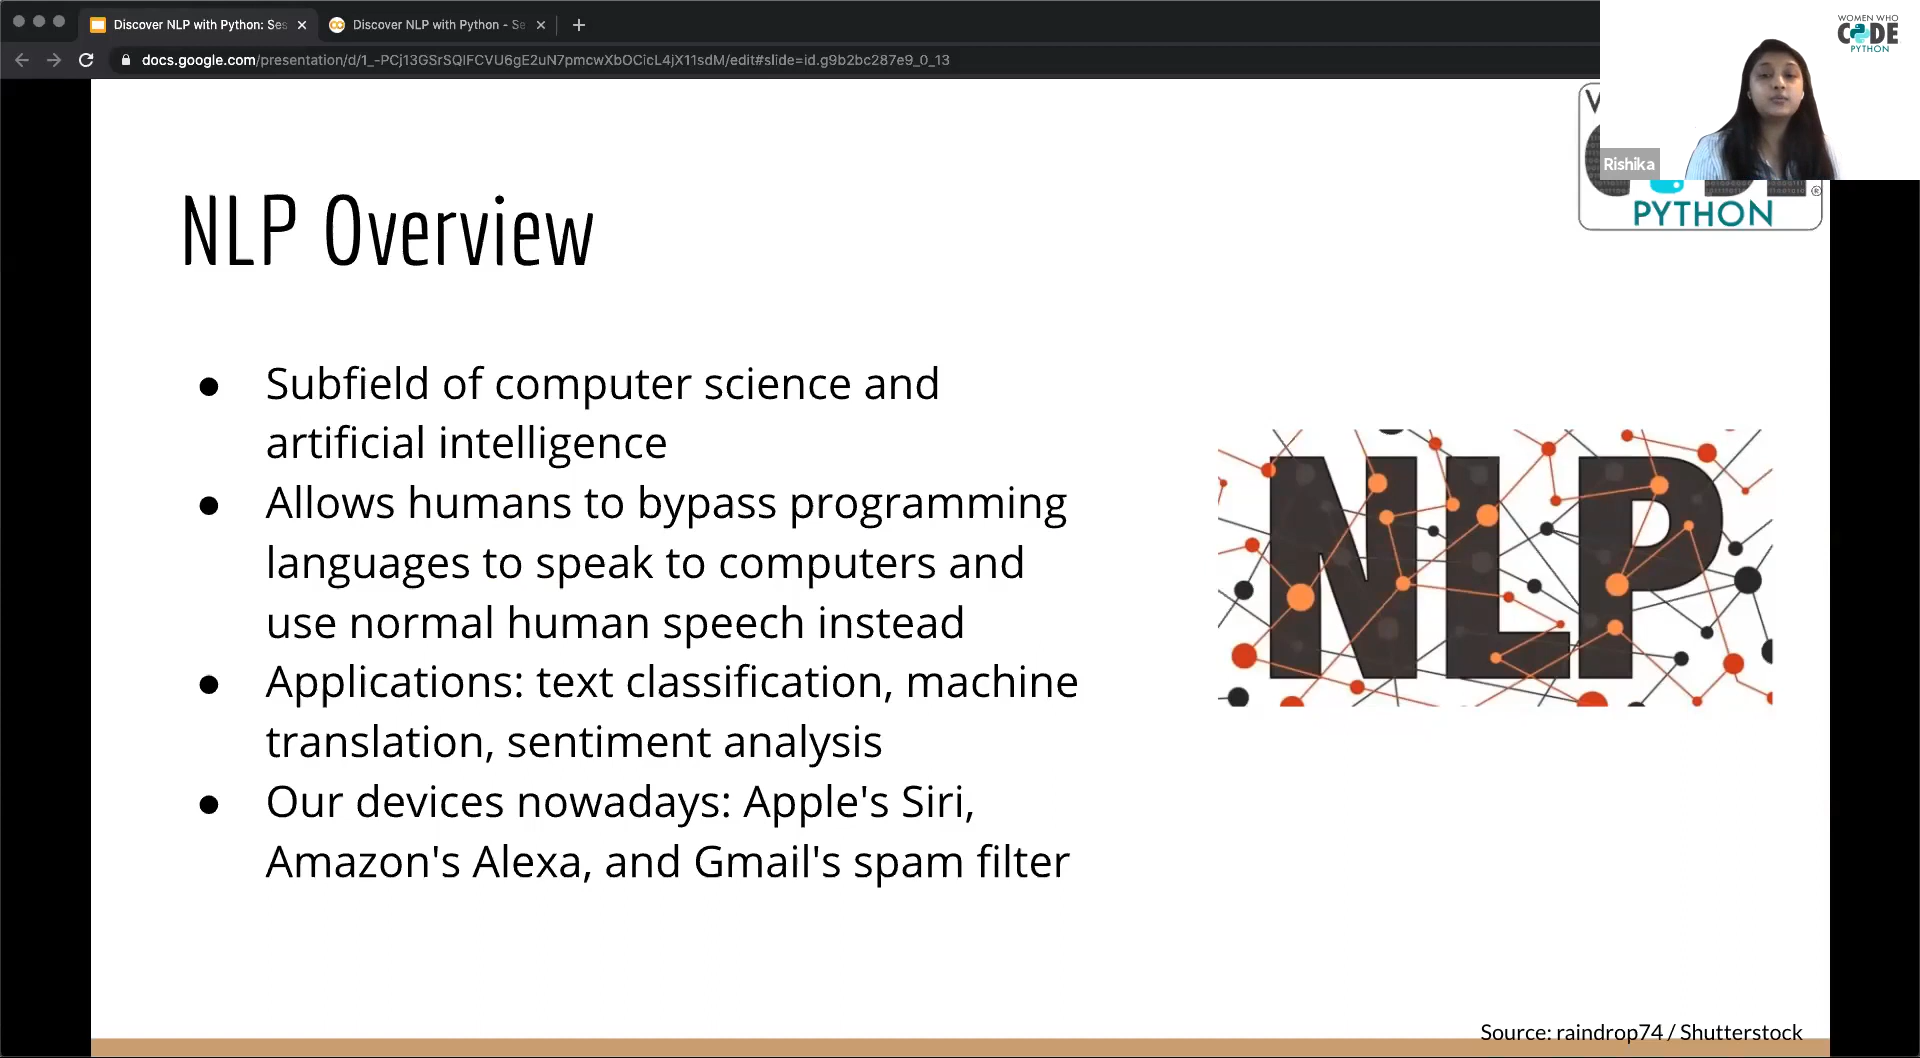 Discover NLP with Python: Ses
Discover NLP with Python - Se
docs.google.com/presentation/d/1_-PCj13GSrSQIFCVU6gE2uN7pmcwXbOCicL4jX11sdM/edit#slide=id.g9b2bc287e9_0_13
WOMEN WHO
CODE
PYTHON
Rishika
PYTHON
®
NLP Overview
● Subfield of computer science and
artificial intelligence
● Allows humans to bypass programming
languages to speak to computers and
use normal human speech instead
● Applications: text classification, machine
translation, sentiment analysis
● Our devices nowadays: Apple's Siri,
Amazon's Alexa, and Gmail's spam filter
NLP
Source: raindrop74 / Shutterstock